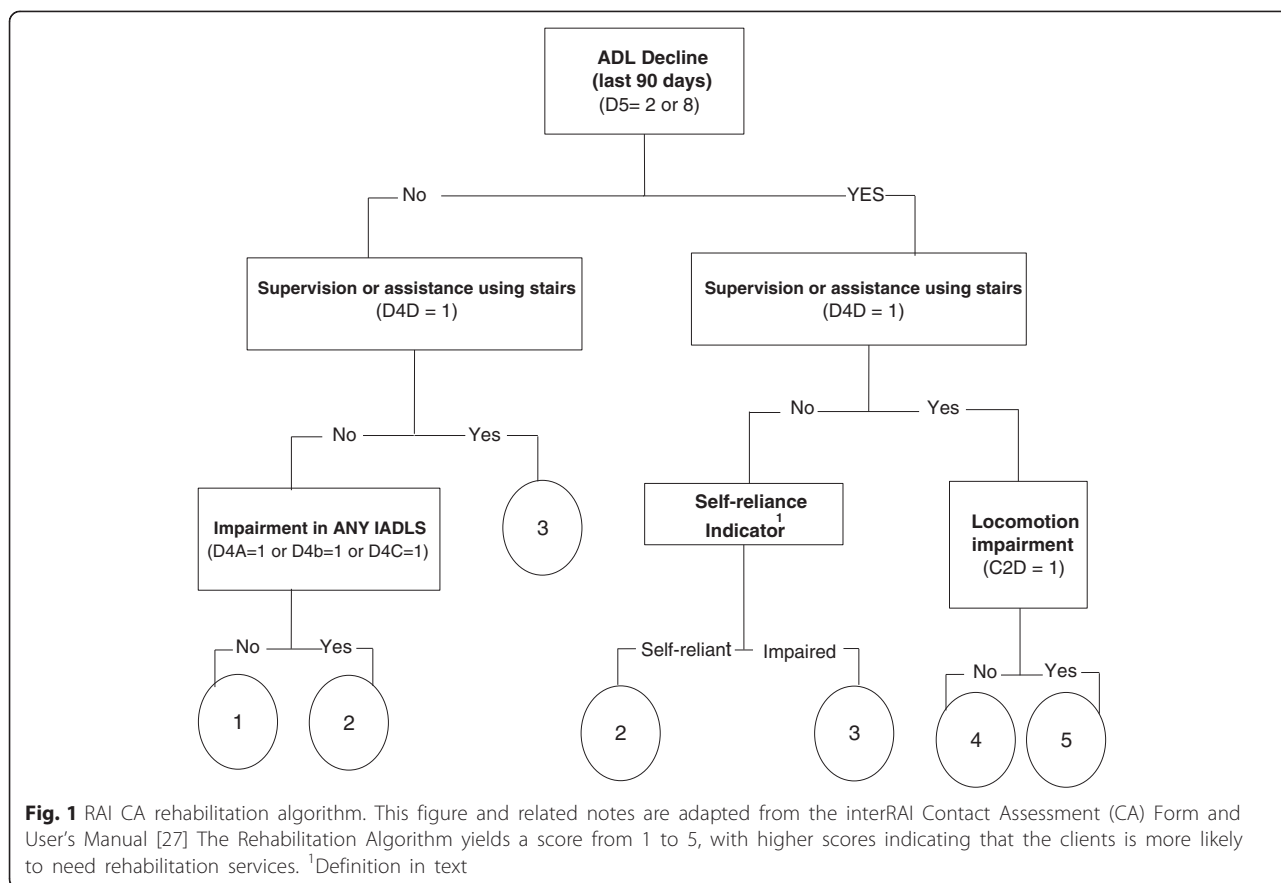 ADL Decline
(last 90 days)
(D5= 2 or 8)
No
YES
Supervision or assistance using stairs
(D4D = 1)
Supervision or assistance using stairs
(D4D = 1)
No
Yes
No
Yes
Impairment in ANY IADLS
(D4A=1 or D4b=1 or D4C=1)
3
Self-reliance
Indicator1
Locomotion
impairment
(C2D = 1)
No
Yes
Self-reliant
Impaired
No
Yes
1
2
2
3
4
5
Fig. 1 RAI CA rehabilitation algorithm. This figure and related notes are adapted from the interRAI Contact Assessment (CA) Form and
User's Manual [27] The Rehabilitation Algorithm yields a score from 1 to 5, with higher scores indicating that the clients is more likely
to need rehabilitation services. 1Definition in text